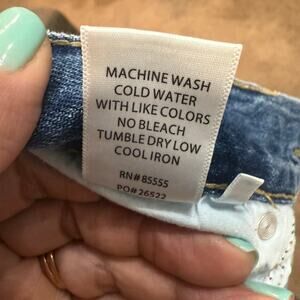 MACHINE WASH
COLD WATER
WITH LIKE COLORS
NO BLEACH
TUMBLE DRY LOW
COOL IRON
RN#85555
PO#26522